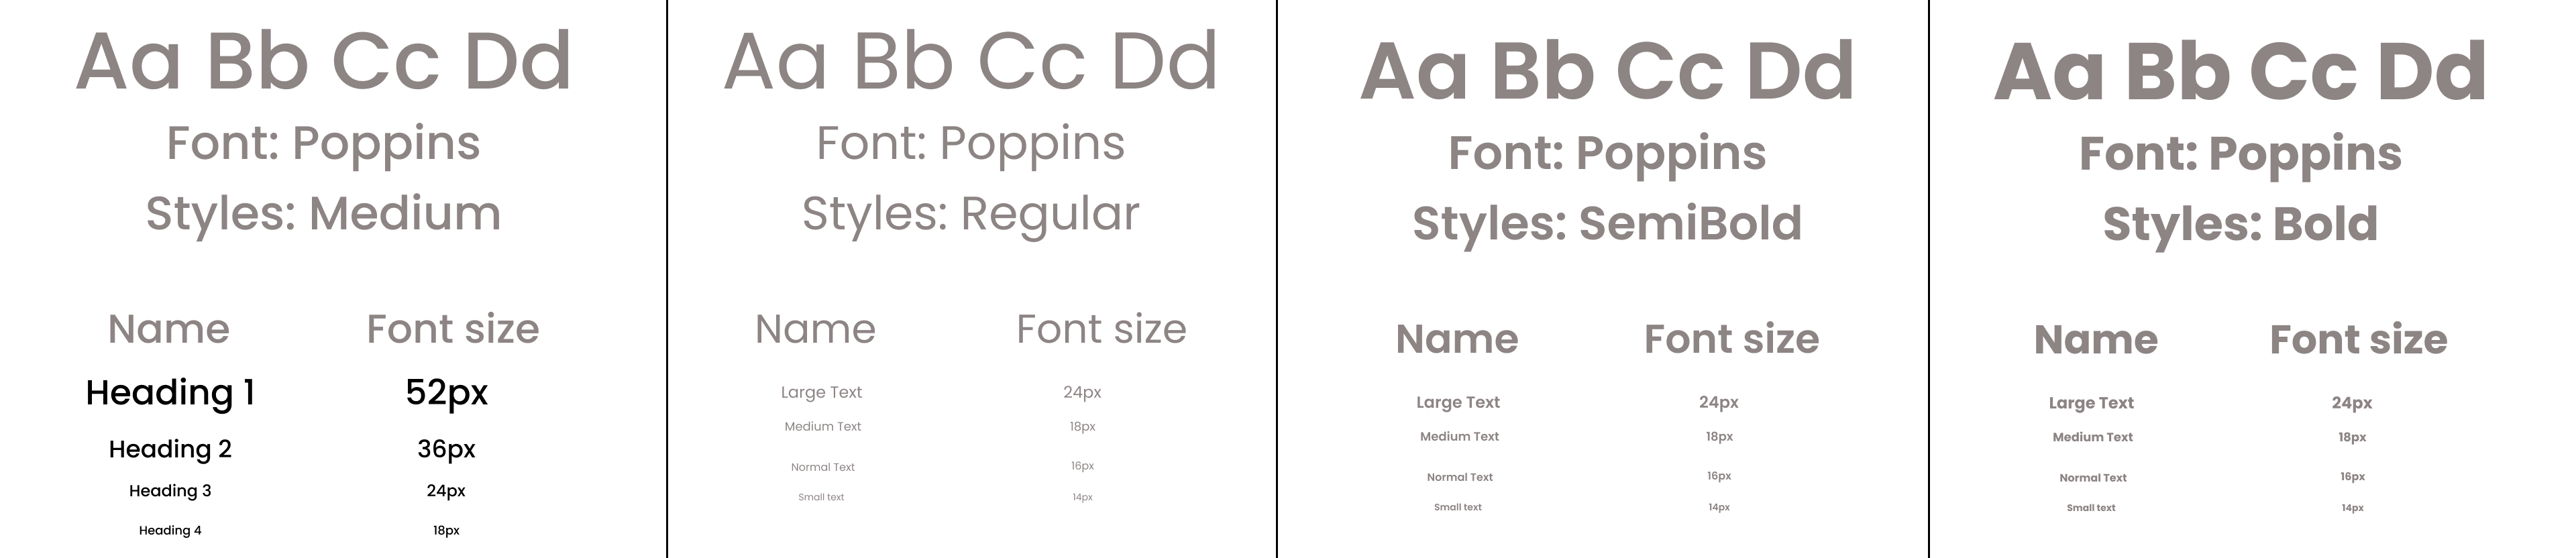 Aa Bb Cc Dd
Font: Poppins
Styles: Medium
Name Font size
Heading 1 52px
Heading 2 36px
Heading 3 24px
Heading 4 18px
Aa Bb Cc Dd
Font: Poppins
Styles: Regular
Name Font size
Large Text 24px
Medium Text 18px
Normal Text 16px
Small text 14px
Aa Bb Cc Dd
Font: Poppins
Styles: SemiBold
Name Font size
Large Text 24px
Medium Text 18px
Normal Text 16px
Small text 14px
Aa Bb Cc Dd
Font: Poppins
Styles: Bold
Name Font size
Large Text 24px
Medium Text 18px
Normal Text 16px
Small text 14px